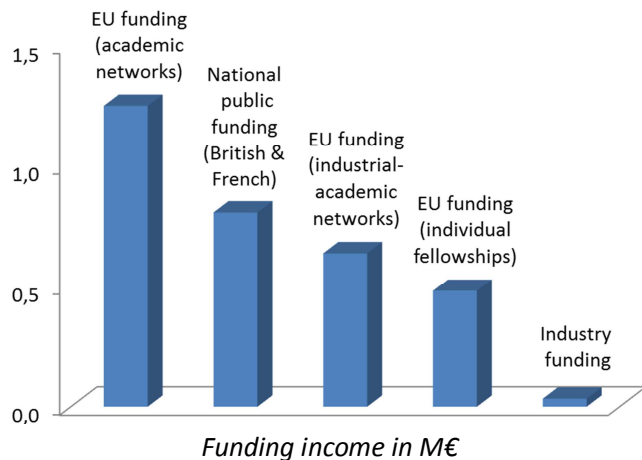 EU funding
(academic
networks)
National
public
funding
(British &
French)
EU funding
(industrial-
academic
networks)
EU funding
(individual
fellowships)
Industry
funding
1,5
1,0
0,5
0,0
Funding income in M€